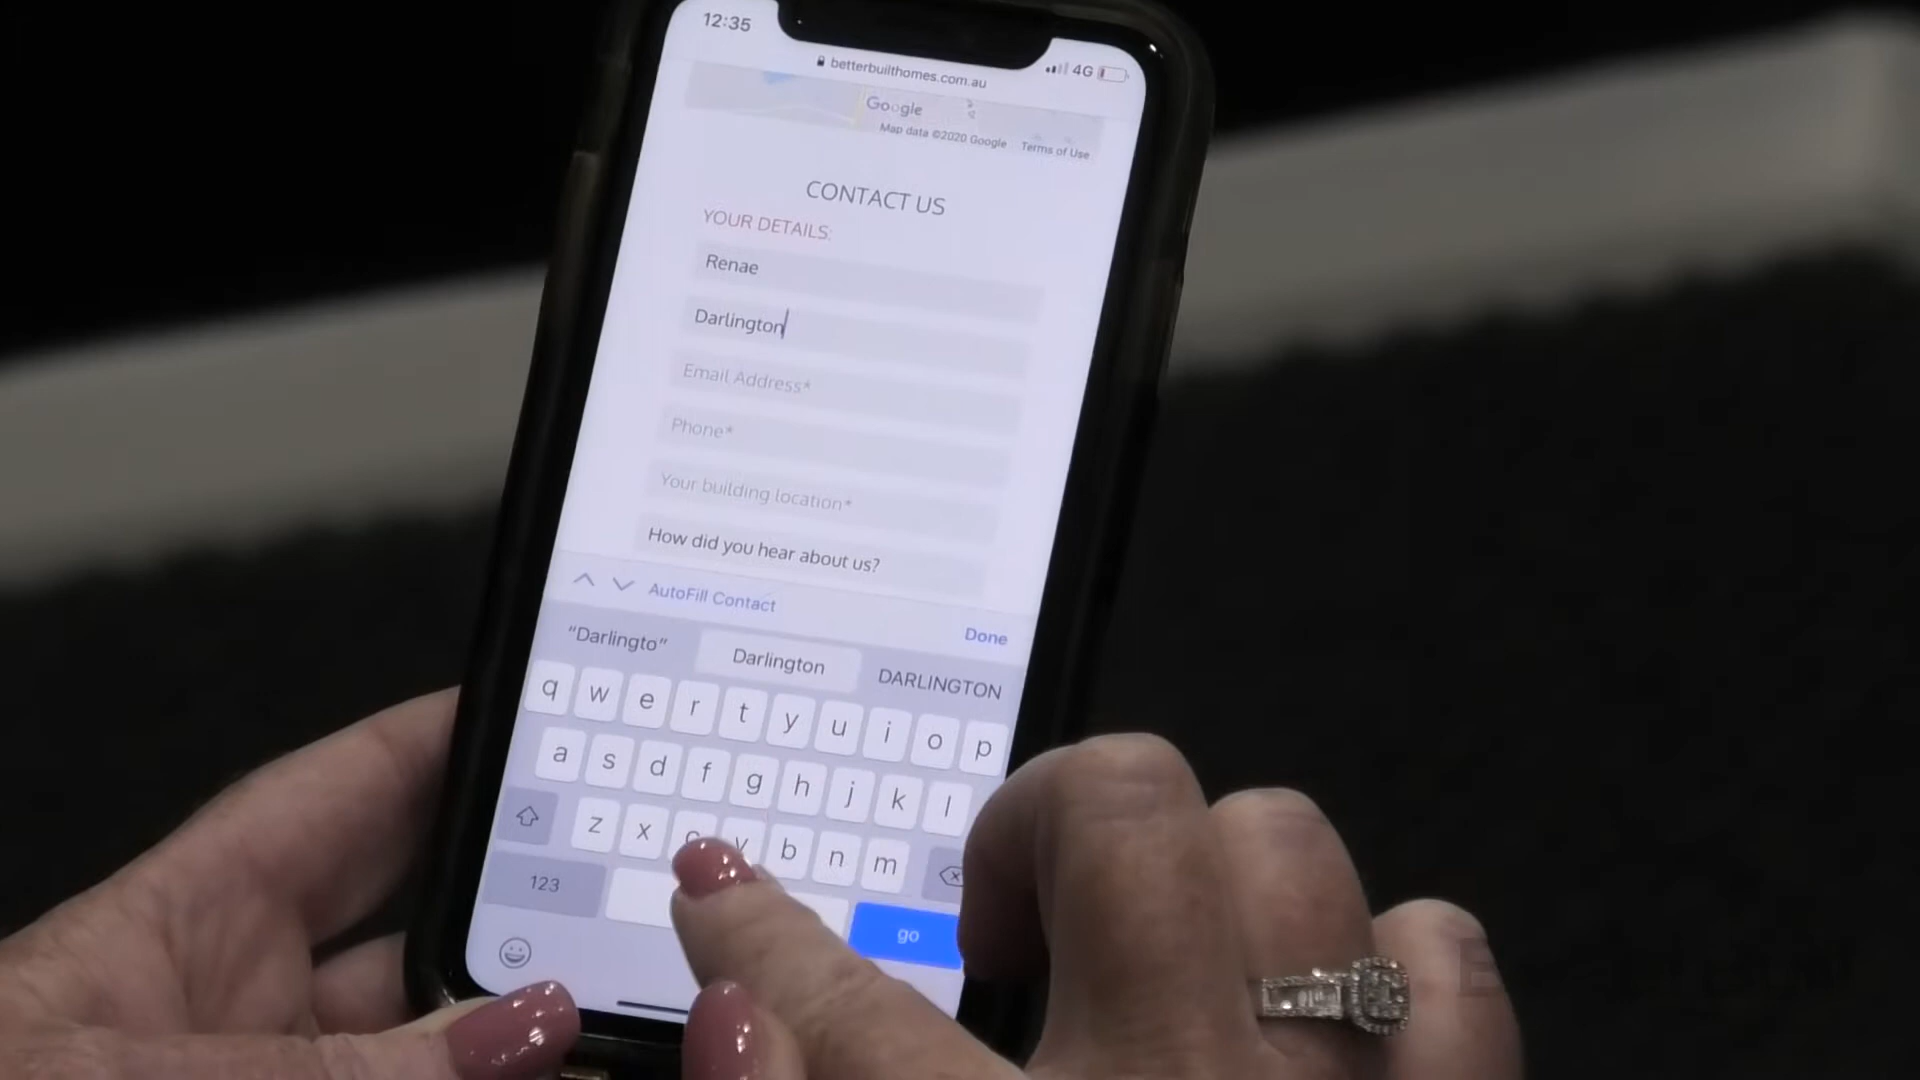 12:35
4G
betterbuilthomes.com.au
Google
Map data ©2020 Google Terms of Use
CONTACT US
YOUR DETAILS:
Renae
Darlington
Email Address*
Phone*
Your building location*
How did you hear about us?
AutoFill Contact
Done
“Darlingto” Darlington DARLINGTON
q w e r t y u i o p
a s d f g h j k l
z x c v b n m
123
go